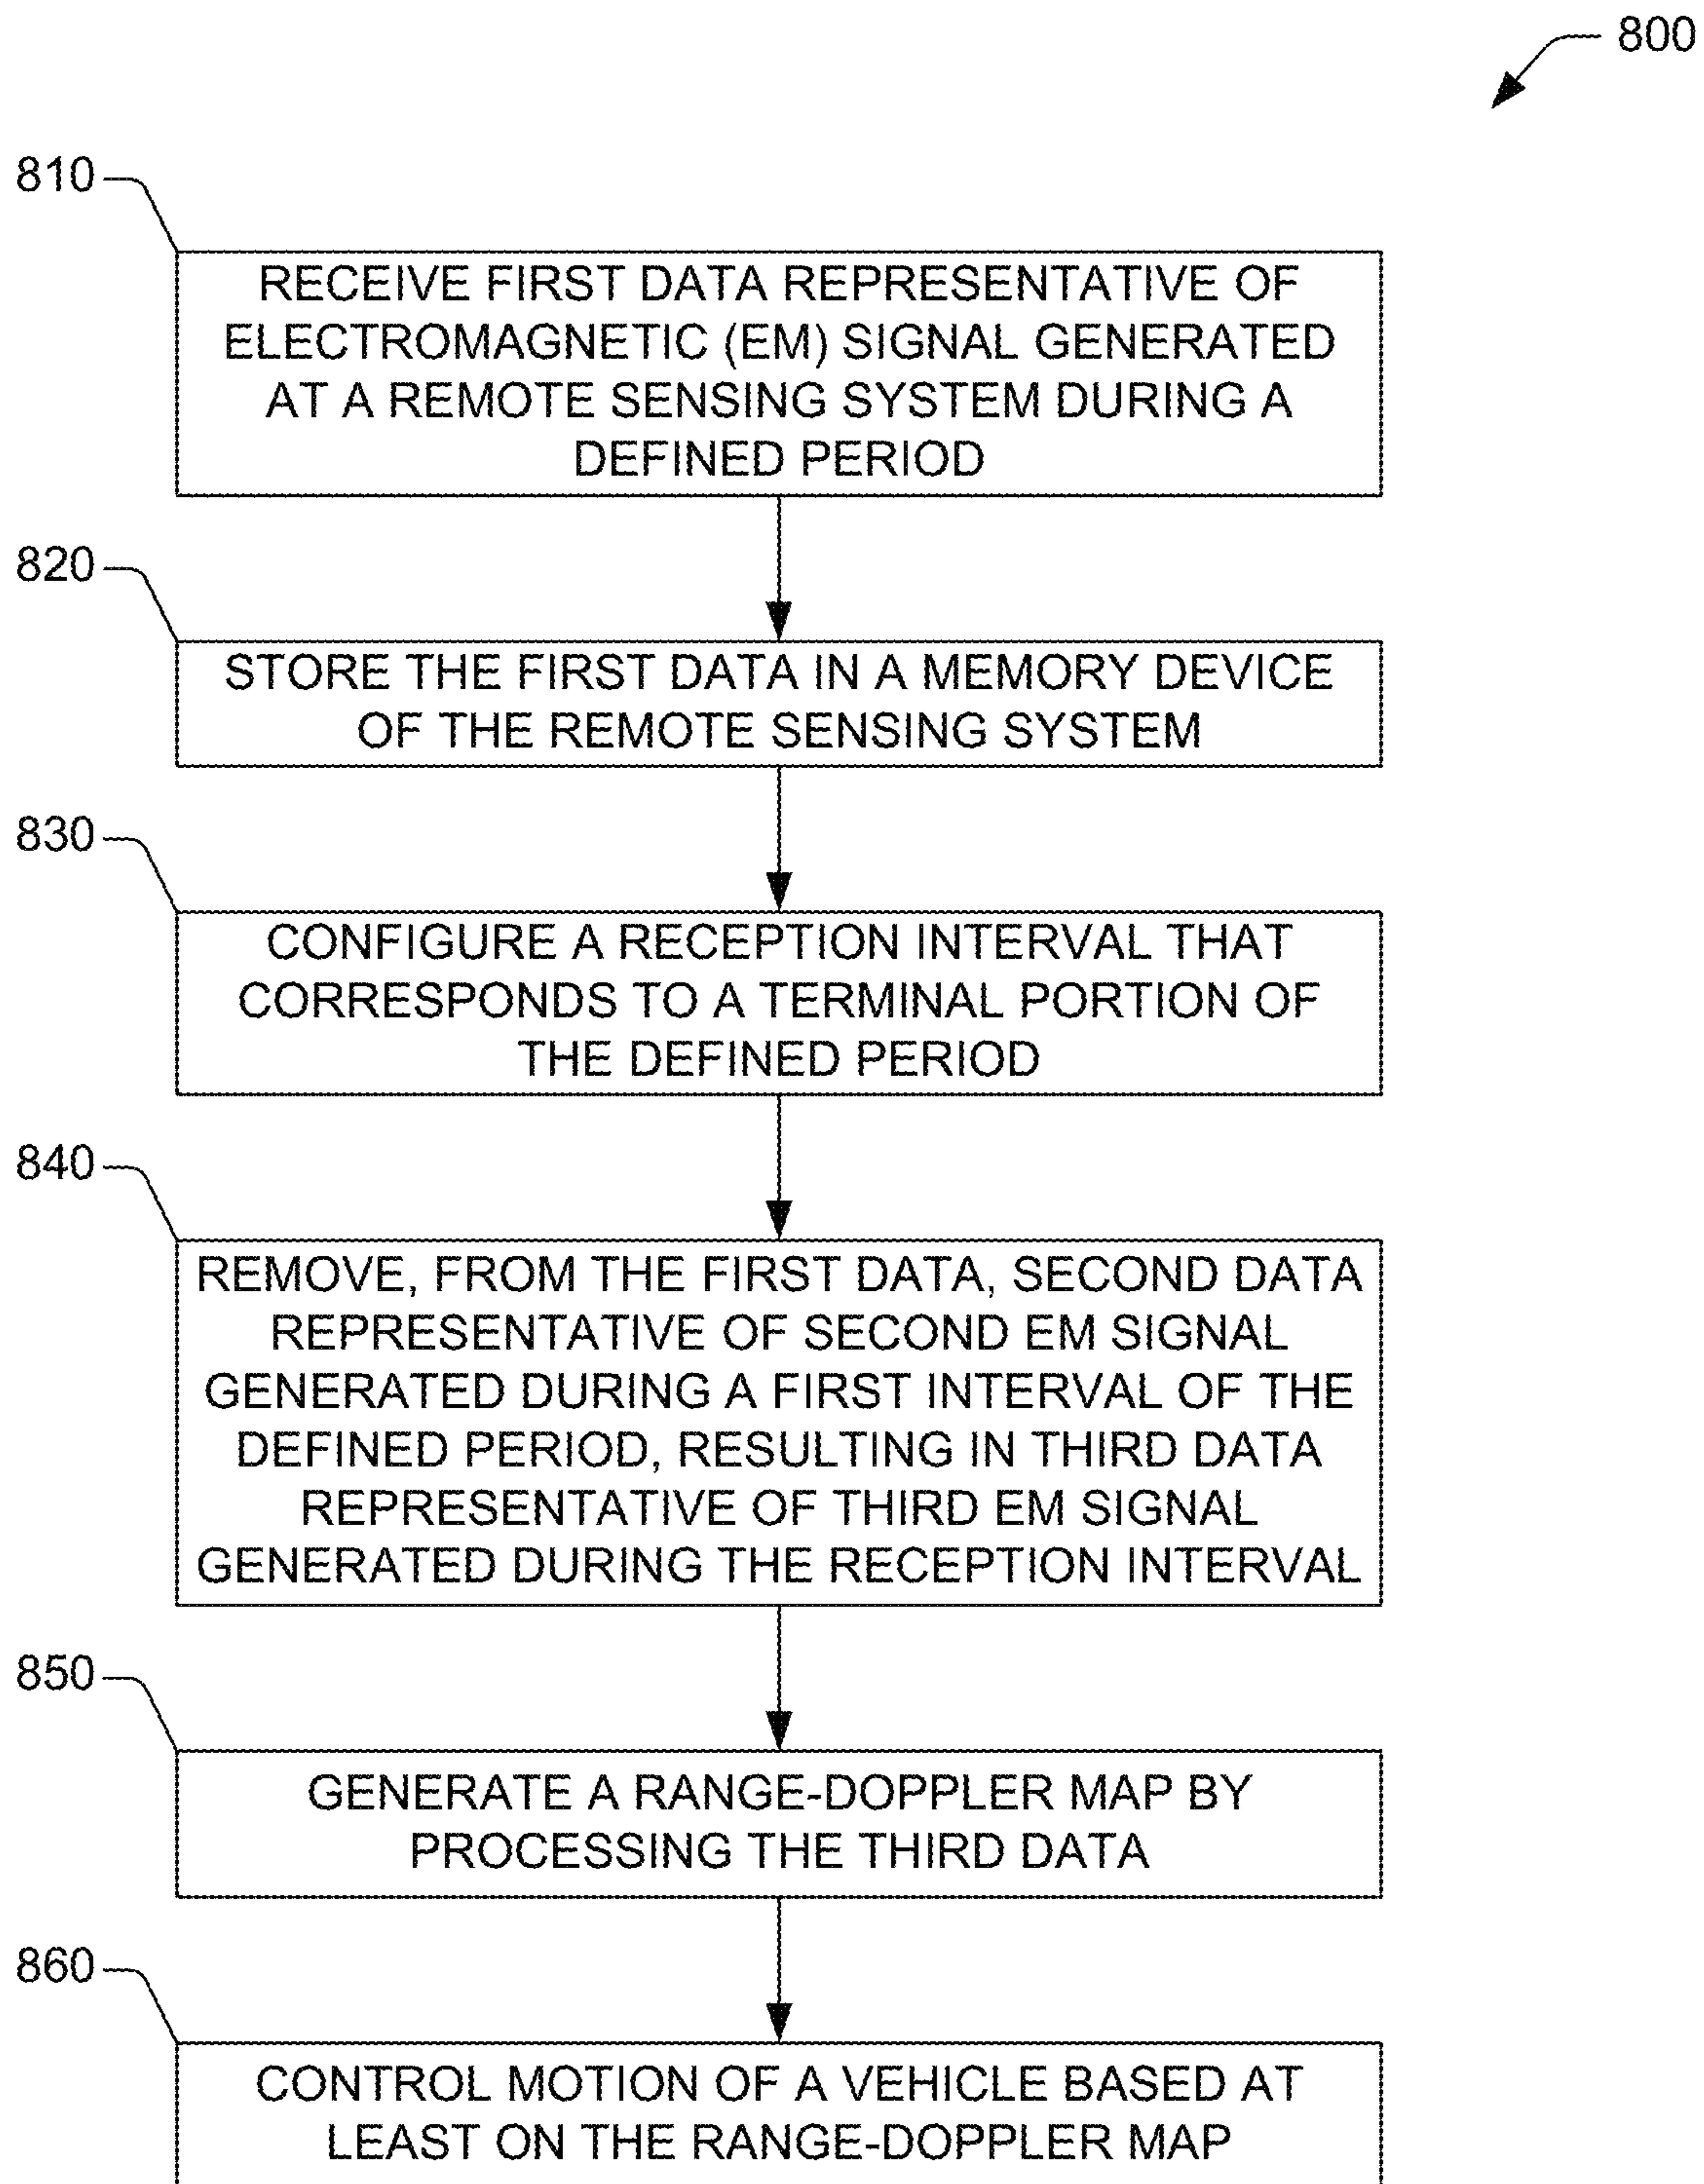 800
810
RECEIVE FIRST DATA REPRESENTATIVE OF
ELECTROMAGNETIC (EM) SIGNAL GENERATED
AT A REMOTE SENSING SYSTEM DURING A
DEFINED PERIOD
820
STORE THE FIRST DATA IN A MEMORY DEVICE
OF THE REMOTE SENSING SYSTEM
830
CONFIGURE A RECEPTION INTERVAL THAT
CORRESPONDS TO A TERMINAL PORTION OF
THE DEFINED PERIOD
840
REMOVE, FROM THE FIRST DATA, SECOND DATA
REPRESENTATIVE OF SECOND EM SIGNAL
GENERATED DURING A FIRST INTERVAL OF THE
DEFINED PERIOD, RESULTING IN THIRD DATA
REPRESENTATIVE OF THIRD EM SIGNAL
GENERATED DURING THE RECEPTION INTERVAL
850
GENERATE A RANGE-DOPPLER MAP BY
PROCESSING THE THIRD DATA
860
CONTROL MOTION OF A VEHICLE BASED AT
LEAST ON THE RANGE-DOPPLER MAP